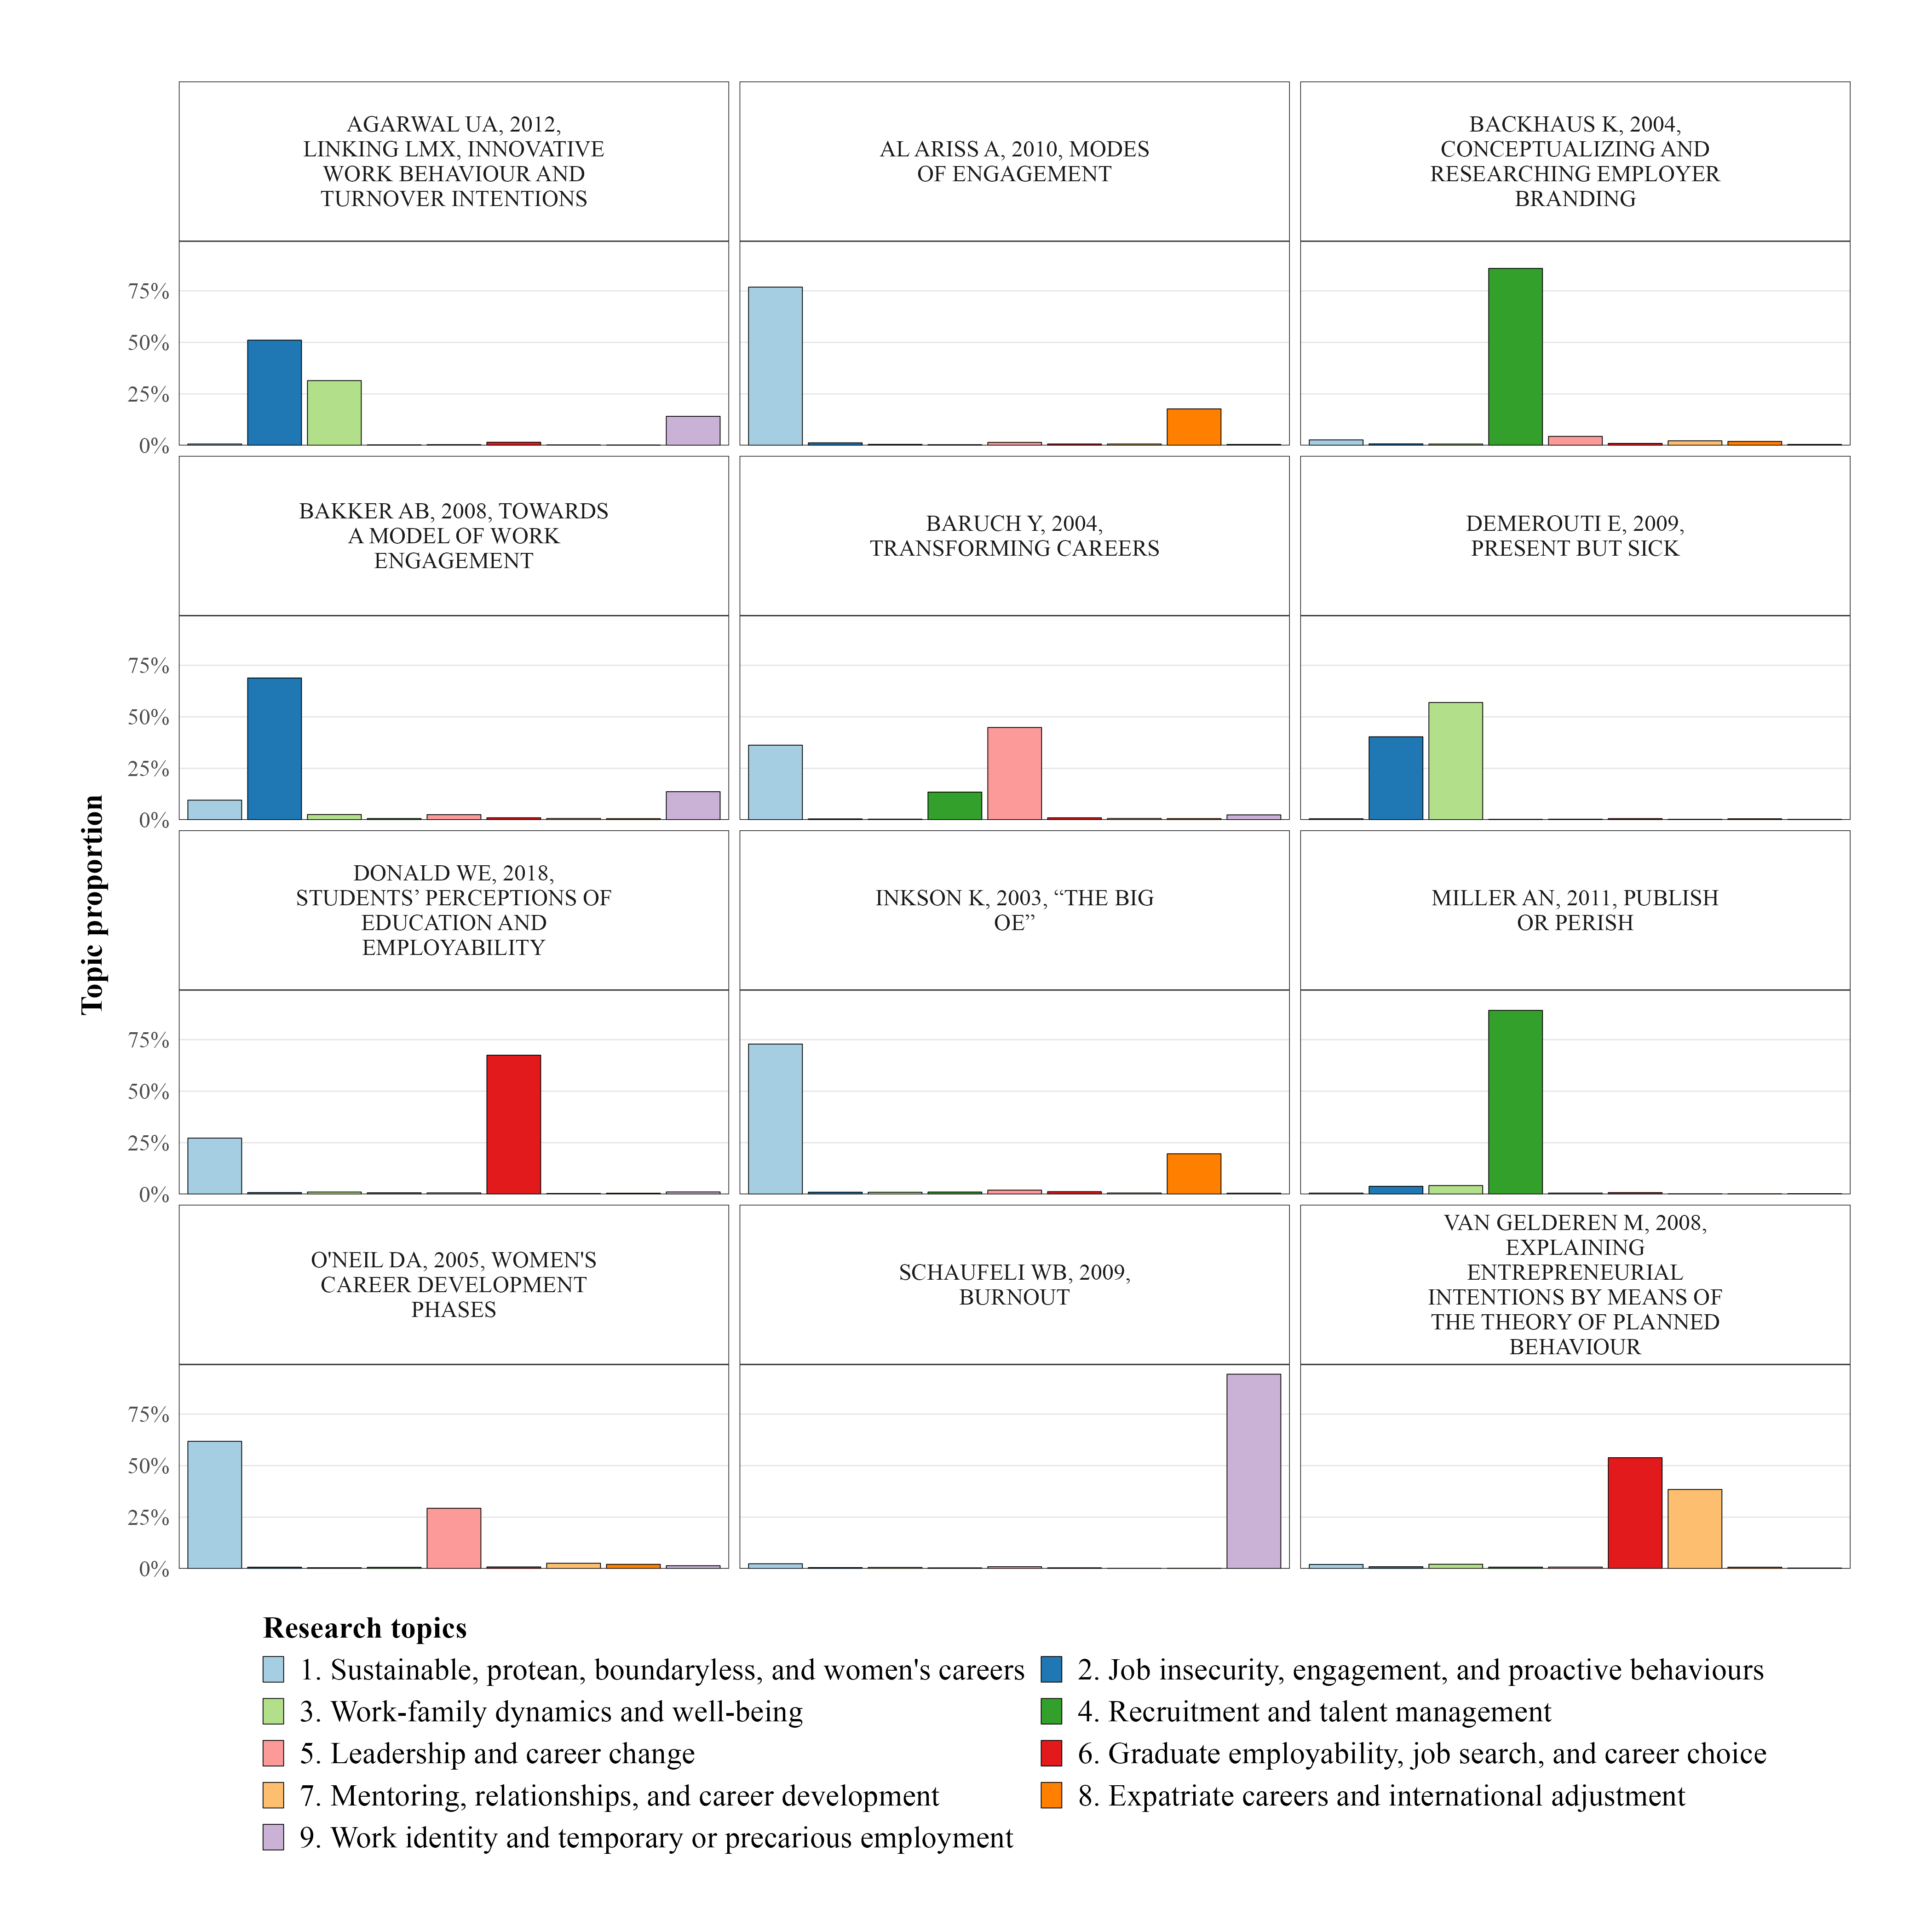 AGARWAL UA, 2012,
LINKING LMX, INNOVATIVE
WORK BEHAVIOUR AND
TURNOVER INTENTIONS
AL ARISS A, 2010, MODES
OF ENGAGEMENT
BACKHAUS K, 2004,
CONCEPTUALIZING AND
RESEARCHING EMPLOYER
BRANDING
75%
50%
25%
0%
BAKKER AB, 2008, TOWARDS
A MODEL OF WORK
ENGAGEMENT
BARUCH Y, 2004,
TRANSFORMING CAREERS
DEMEROUTI E, 2009,
PRESENT BUT SICK
75%
50%
25%
0%
Topic proportion
DONALD WE, 2018,
STUDENTS’ PERCEPTIONS OF
EDUCATION AND
EMPLOYABILITY
INKSON K, 2003, “THE BIG
OE”
MILLER AN, 2011, PUBLISH
OR PERISH
75%
50%
25%
0%
O'NEIL DA, 2005, WOMEN'S
CAREER DEVELOPMENT
PHASES
SCHAUFELI WB, 2009,
BURNOUT
VAN GELDEREN M, 2008,
EXPLAINING
ENTREPRENEURIAL
INTENTIONS BY MEANS OF
THE THEORY OF PLANNED
BEHAVIOUR
75%
50%
25%
0%
Research topics
1. Sustainable, protean, boundaryless, and women's careers
2. Job insecurity, engagement, and proactive behaviours
3. Work-family dynamics and well-being
4. Recruitment and talent management
5. Leadership and career change
6. Graduate employability, job search, and career choice
7. Mentoring, relationships, and career development
8. Expatriate careers and international adjustment
9. Work identity and temporary or precarious employment